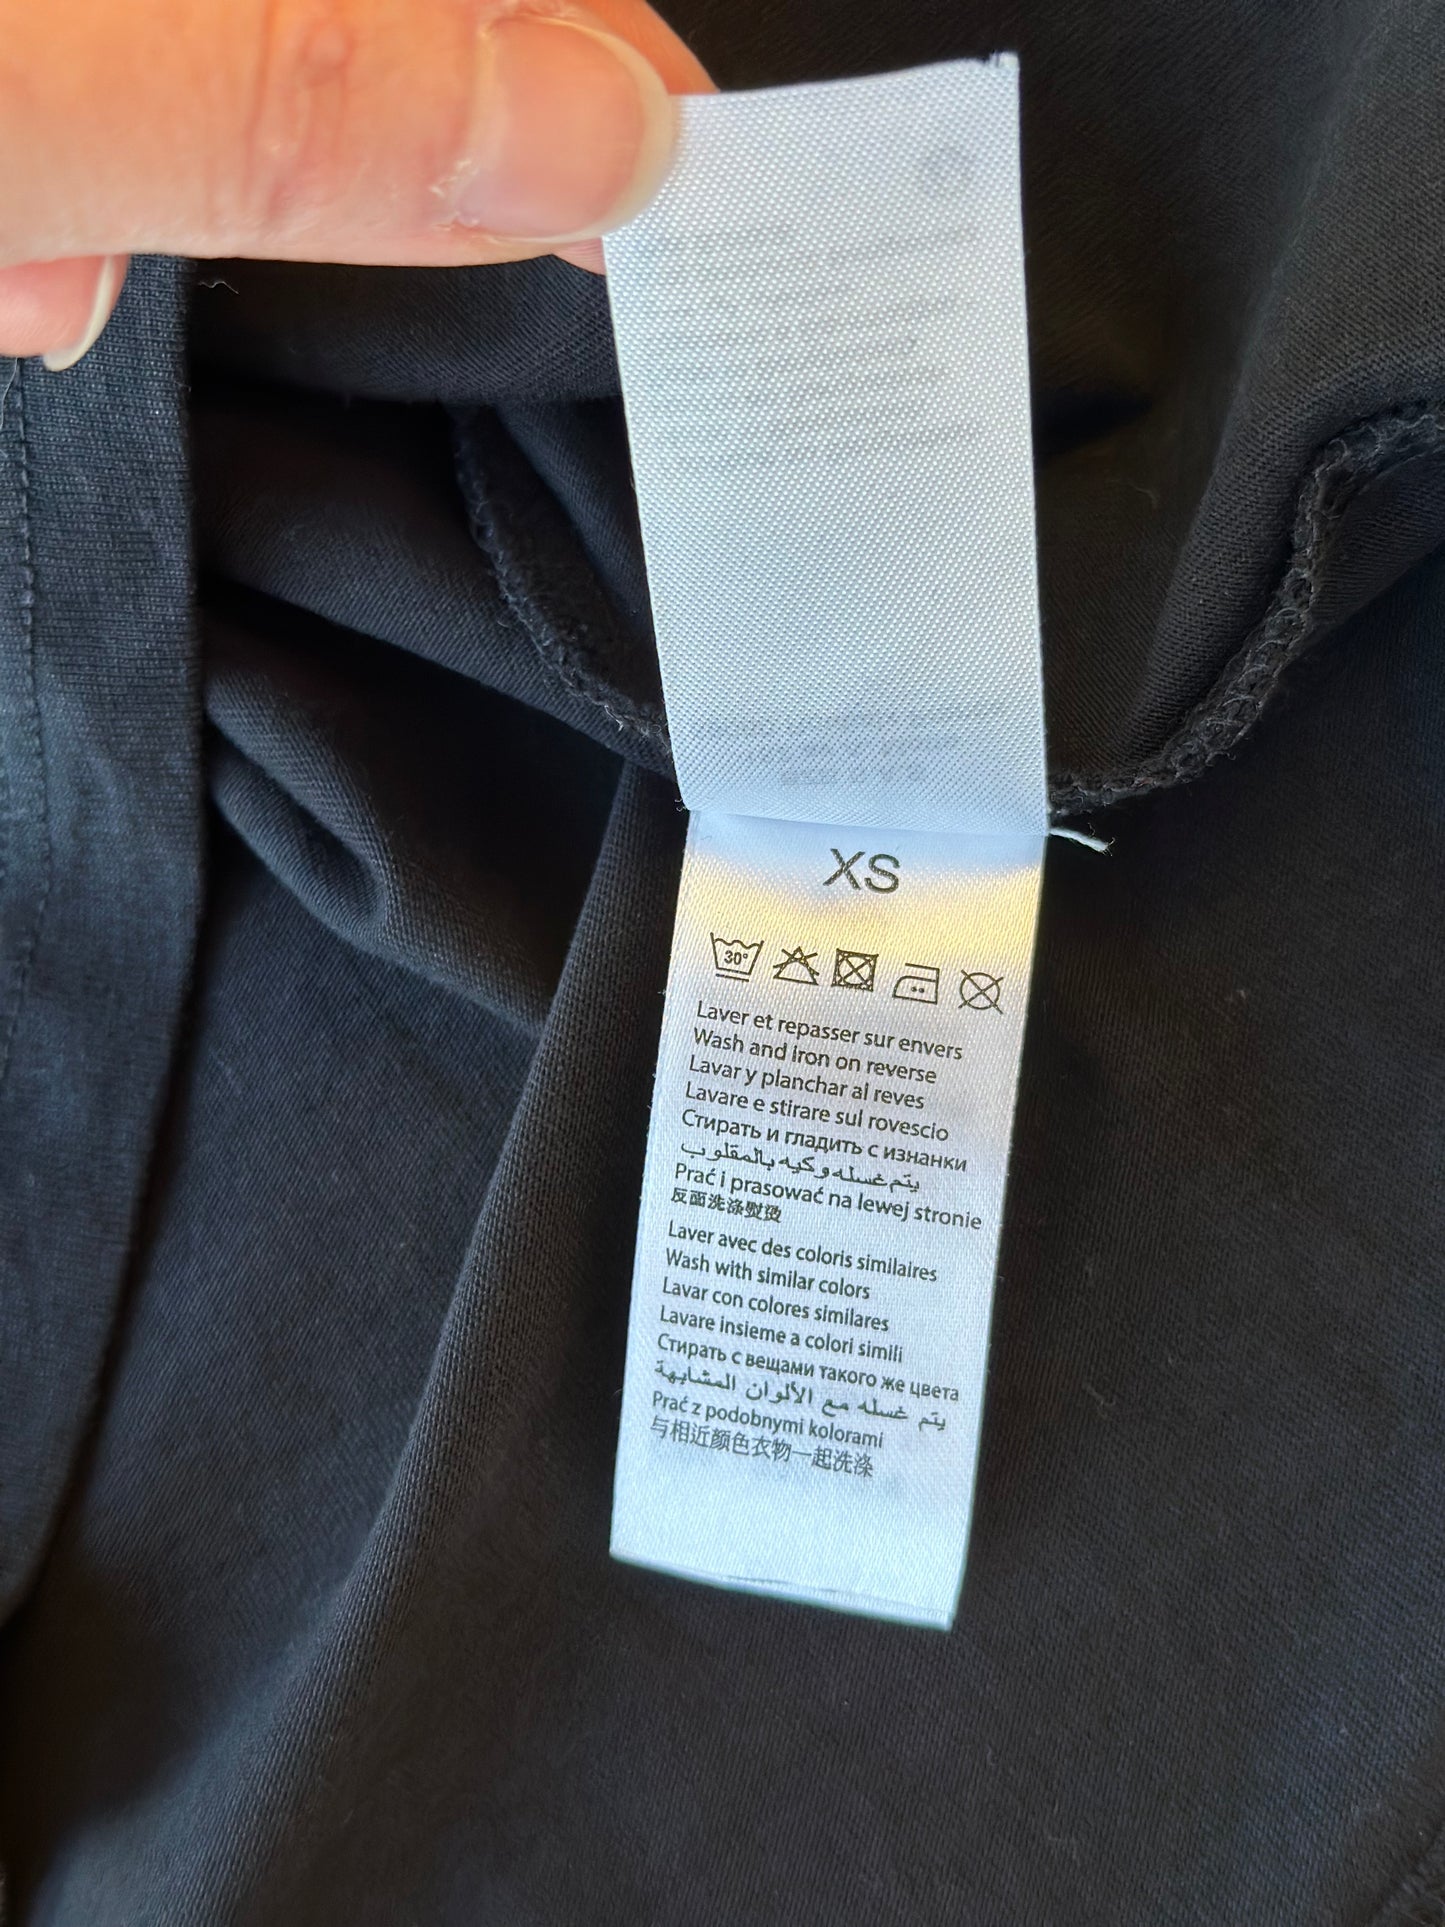 XS
30°
Laver et repasser sur envers
Wash and iron on reverse
Lavar y planchar al reves
Lavare e stirare sul rovescio
Стирать и гладить с изнанки
يتم غسله وكيه بالمقلوب
Prać i prasować na lewej stronie
反面洗涤熨烫
Laver avec des coloris similaires
Wash with similar colors
Lavar con colores similares
Lavare insieme a colori simili
Стирать с вещами такого же цвета
يتم غسله مع الألوان المشابهة
Prać z podobnymi kolorami
与相近颜色衣物一起洗涤